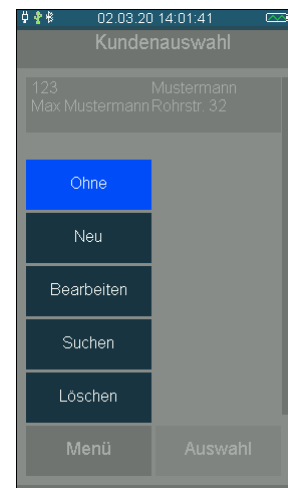 02.03.20 14:01:41
Kundenauswahl
123 Mustermann
Max Mustermann Rohrstr. 32
Ohne
Neu
Bearbeiten
Suchen
Löschen
Menü Auswahl